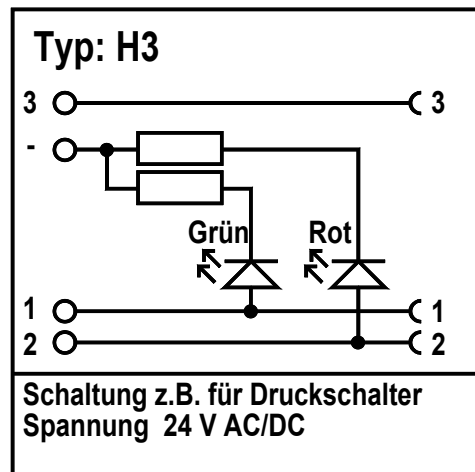 Typ: H3
3 3
-
Grün Rot
1 1
2 2
Schaltung z.B. für Druckschalter
Spannung 24 V AC/DC